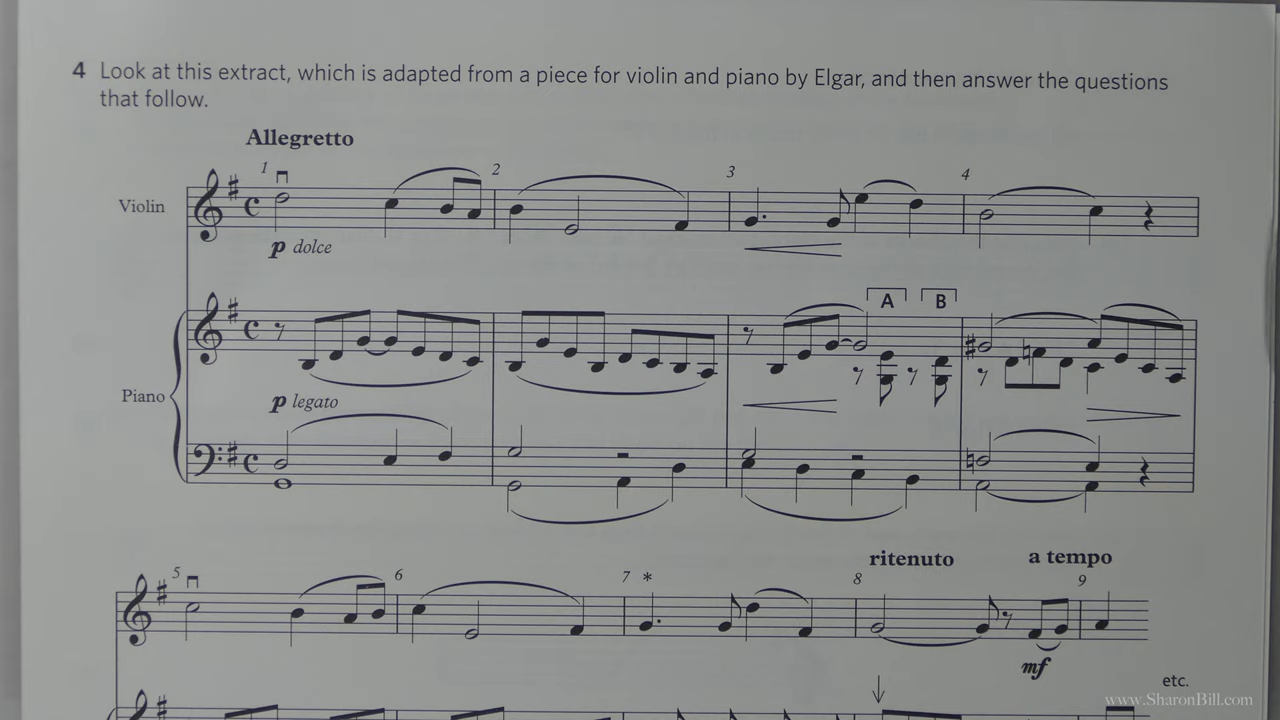 4 Look at this extract, which is adapted from a piece for violin and piano by Elgar, and then answer the questions
that follow.
Allegretto
1 2 3 4
Violin
p dolce
A B
Piano
p legato
ritenuto a tempo
5 6 7 * 8 9
mf
etc.
www.SharonBill.com